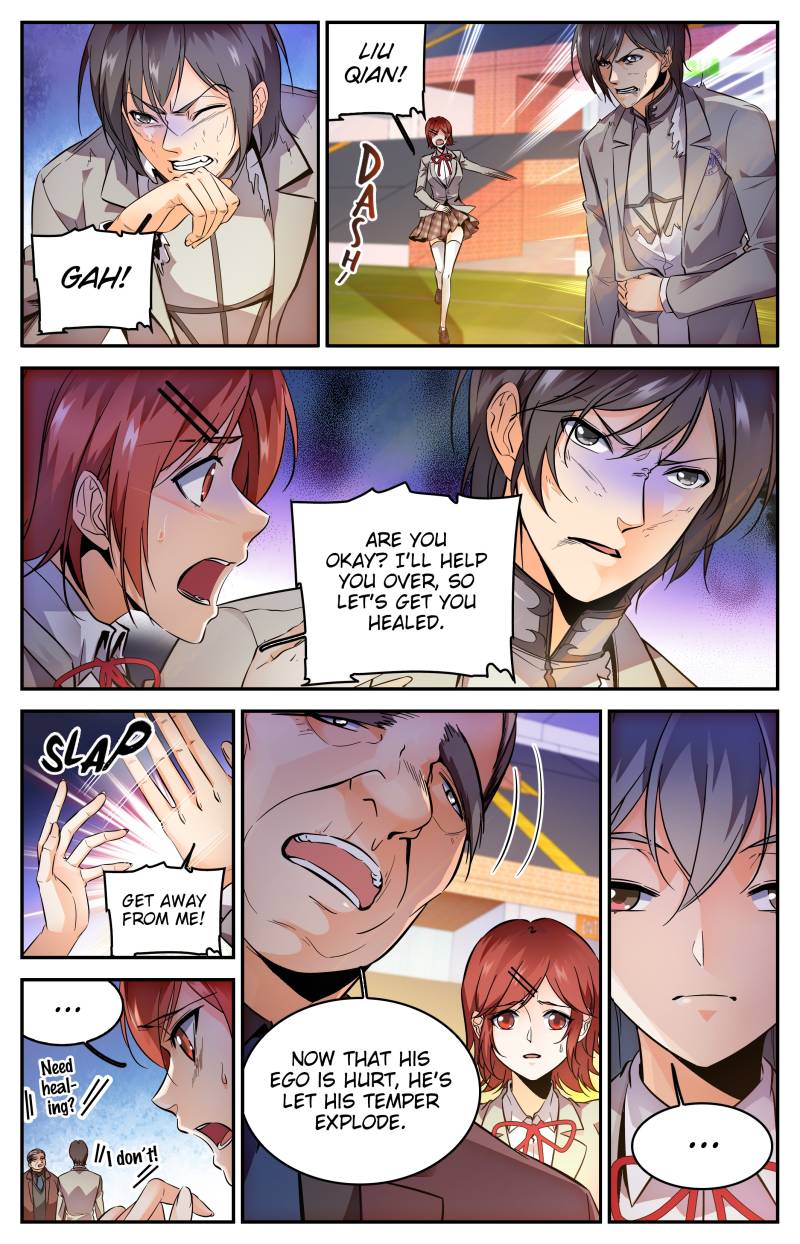 GAH!
LIU
QIAN!
DASH
ARE YOU
OKAY? I'LL HELP
YOU OVER, SO
LET'S GET YOU
HEALED.
SLAP
GET AWAY
FROM ME!
...
Need
heal-
ing?
I don't!
NOW THAT HIS
EGO IS HURT, HE'S
LET HIS TEMPER
EXPLODE.
...